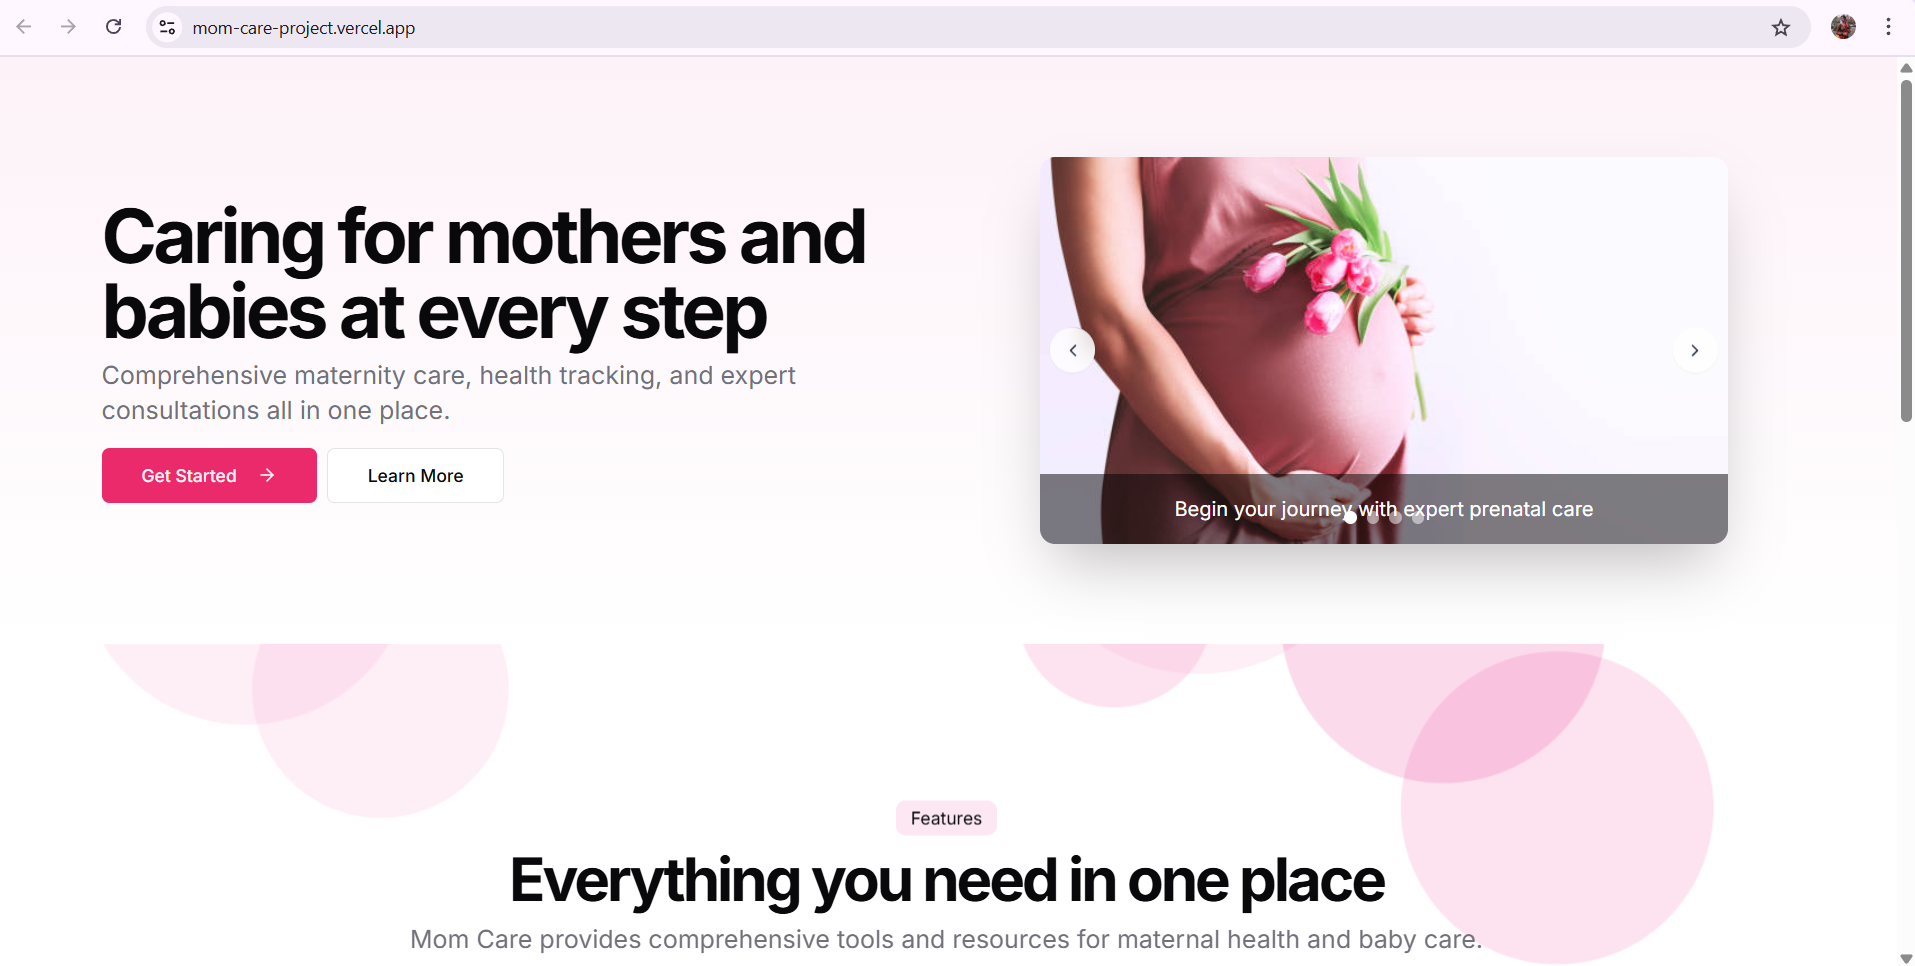 mom-care-project.vercel.app
Caring for mothers and
babies at every step
Comprehensive maternity care, health tracking, and expert
consultations all in one place.
Get Started
Learn More
Begin your journey with expert prenatal care
Features
Everything you need in one place
Mom Care provides comprehensive tools and resources for maternal health and baby care.